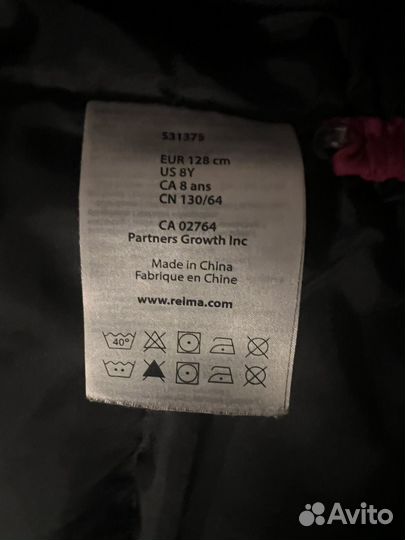 531375
EUR 128 cm
US 8Y
CA 8 ans
CN 130/64
CA 02764
Partners Growth Inc
Made in China
Fabrique en Chine
www.reima.com
40°
Avito